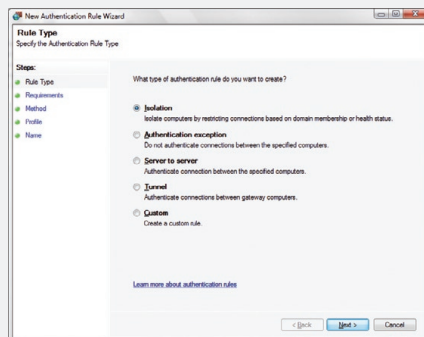 New Authentication Rule Wizard
Rule Type
Specify the Authentication Rule Type
Steps:
Rule Type
Requirements
Method
Profile
Name
What type of authentication rule do you want to create?
Isolation
Isolate computers by restricting connections based on domain membership or health status.
Authentication exception
Do not authenticate connections between the specified computers.
Server to server
Authenticate connection between the specified computers.
Tunnel
Authenticate connections between gateway computers.
Custom
Create a custom rule.
Learn more about authentication rules
< Back
Next >
Cancel